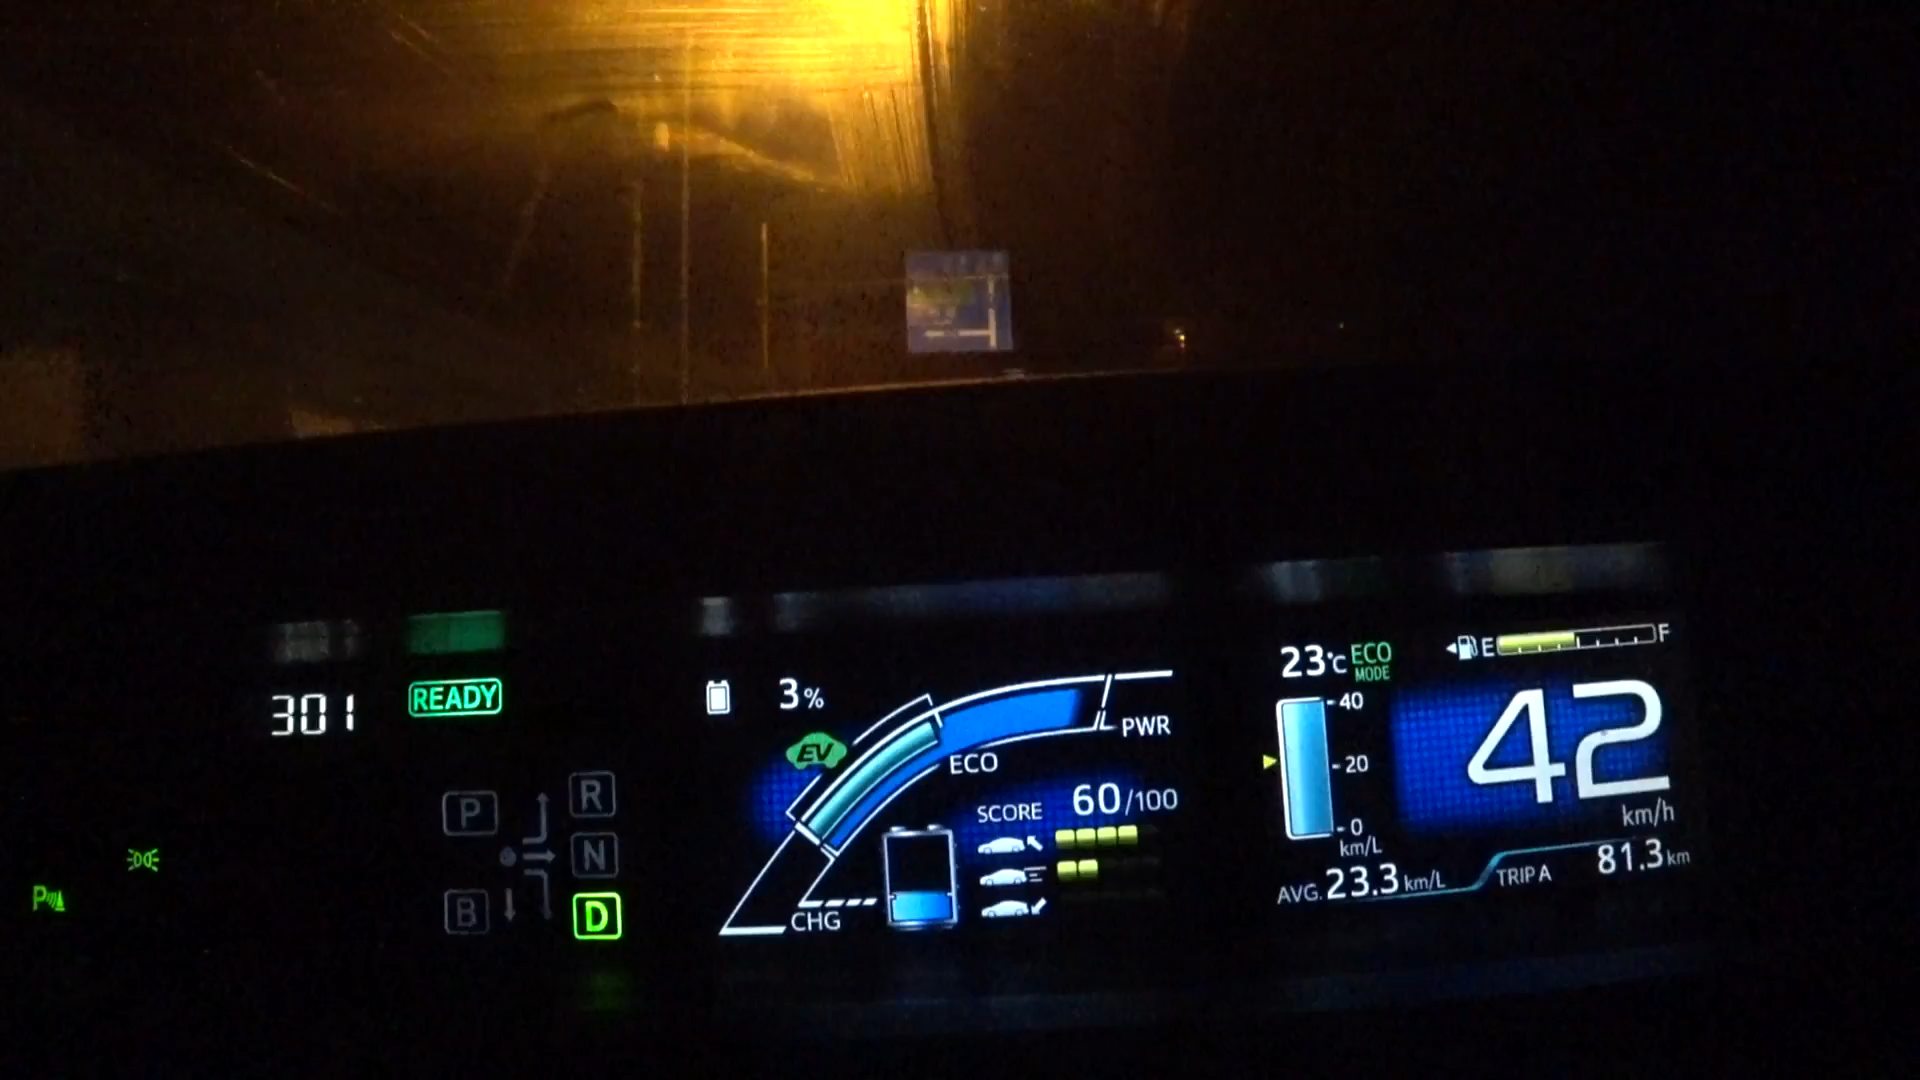 301
READY
P
R
N
B
D
P
3%
EV
ECO
PWR
CHG
SCORE 60/100
23°C ECO MODE
E F
40
20
0
km/L
42
km/h
AVG. 23.3 km/L
TRIP A 81.3 km